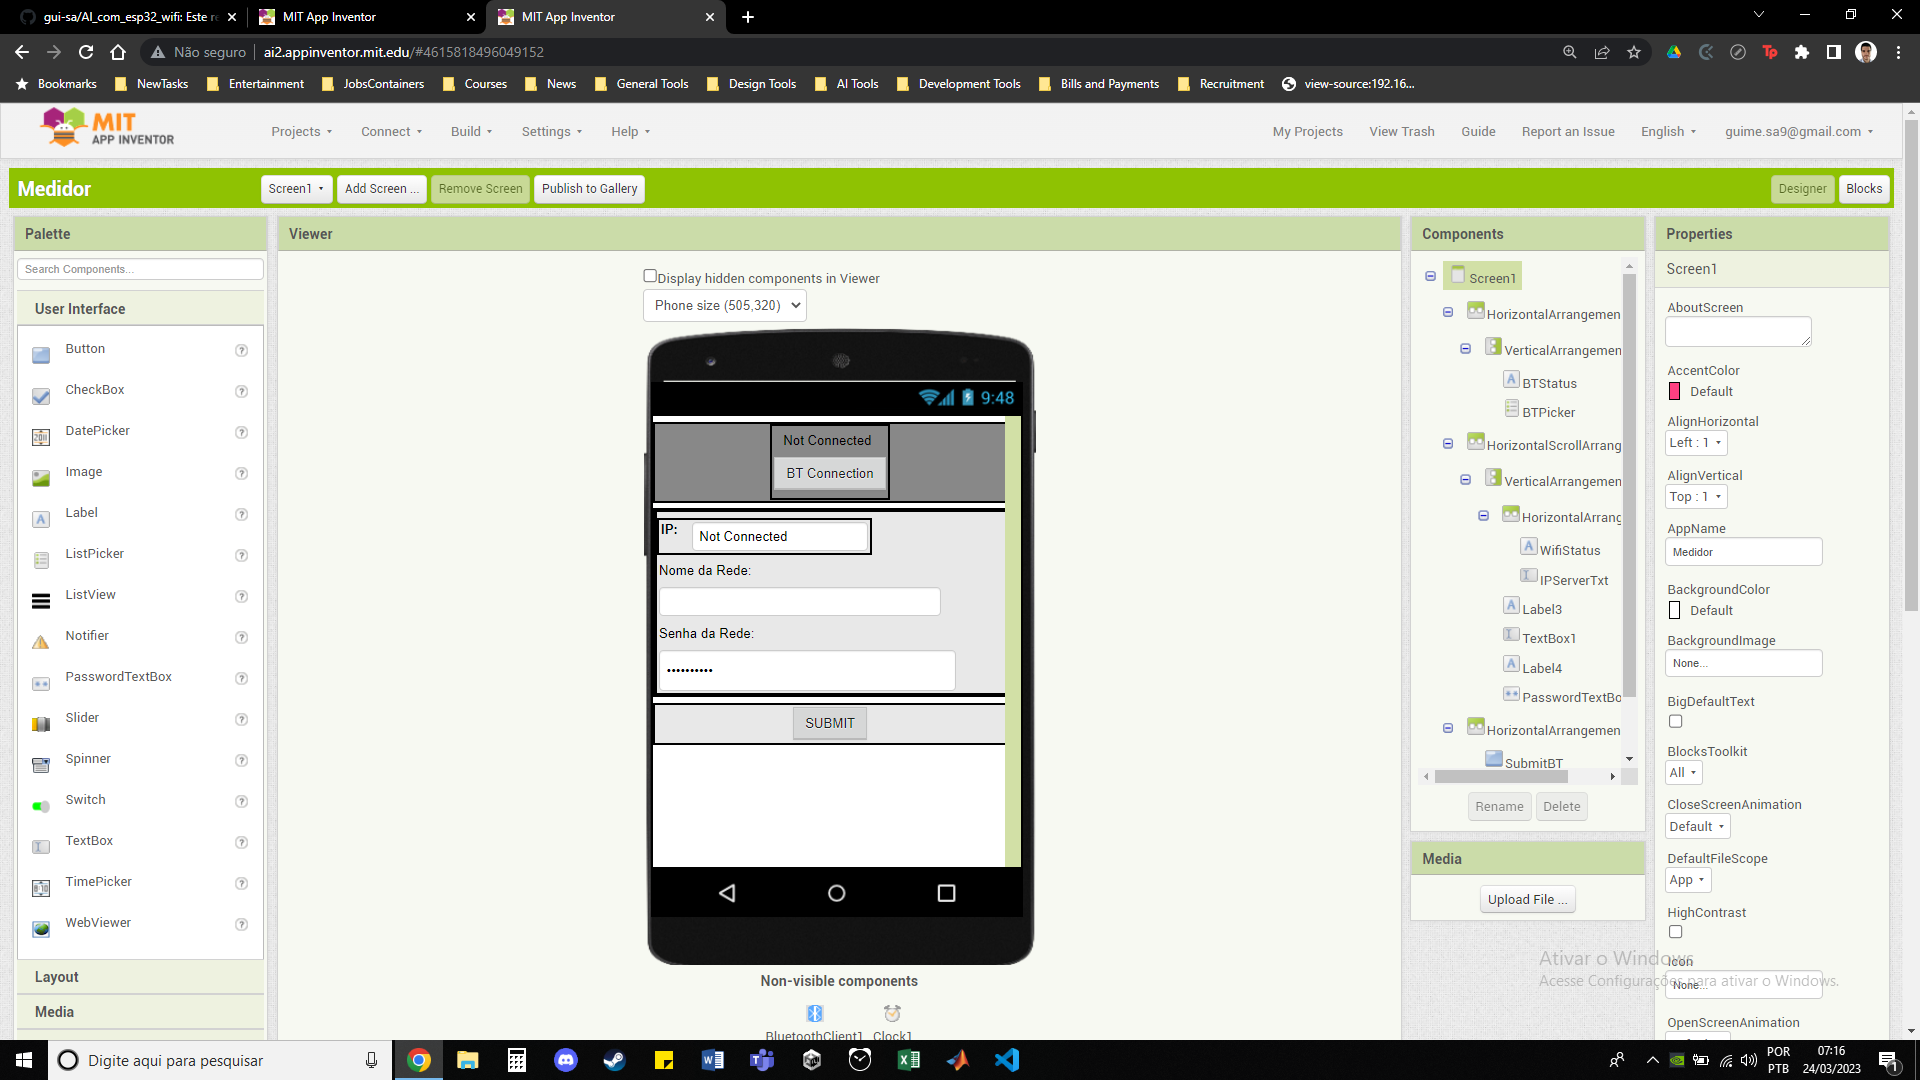 gui-sa/AI_com_esp32_wifi: Este re
MIT App Inventor
MIT App Inventor
Não seguro
ai2.appinventor.mit.edu/#4615818496049152
Bookmarks
NewTasks
Entertainment
JobsContainers
Courses
News
General Tools
Design Tools
AI Tools
Development Tools
Bills and Payments
Recruitment
view-source:192.16...
MIT
APP INVENTOR
Projects
Connect
Build
Settings
Help
My Projects
View Trash
Guide
Report an Issue
English
guime.sa9@gmail.com
Medidor
Screen1
Add Screen ...
Remove Screen
Publish to Gallery
Designer
Blocks
Palette
Search Components...
User Interface
Button
CheckBox
DatePicker
Image
Label
ListPicker
ListView
Notifier
PasswordTextBox
Slider
Spinner
Switch
TextBox
TimePicker
WebViewer
Layout
Media
Viewer
Display hidden components in Viewer
Phone size (505,320)
9:48
Not Connected
BT Connection
IP:
Not Connected
Nome da Rede:
Senha da Rede:
••••••••••
SUBMIT
Non-visible components
BluetoothClient1
Clock1
Components
Screen1
HorizontalArrangemen
VerticalArrangemen
BTStatus
BTPicker
HorizontalScrollArrang
VerticalArrangemen
HorizontalArrang
WifiStatus
IPServerTxt
Label3
TextBox1
Label4
PasswordTextBo
HorizontalArrangemen
SubmitBT
Rename
Delete
Media
Upload File ...
Properties
Screen1
AboutScreen
AccentColor
Default
AlignHorizontal
Left : 1
AlignVertical
Top : 1
AppName
Medidor
BackgroundColor
Default
BackgroundImage
None...
BigDefaultText
BlocksToolkit
All
CloseScreenAnimation
Default
DefaultFileScope
App
HighContrast
Icon
None...
OpenScreenAnimation
Ativar o Windows
Acesse Configurações para ativar o Windows.
Digite aqui para pesquisar
POR
PTB
07:16
24/03/2023
1